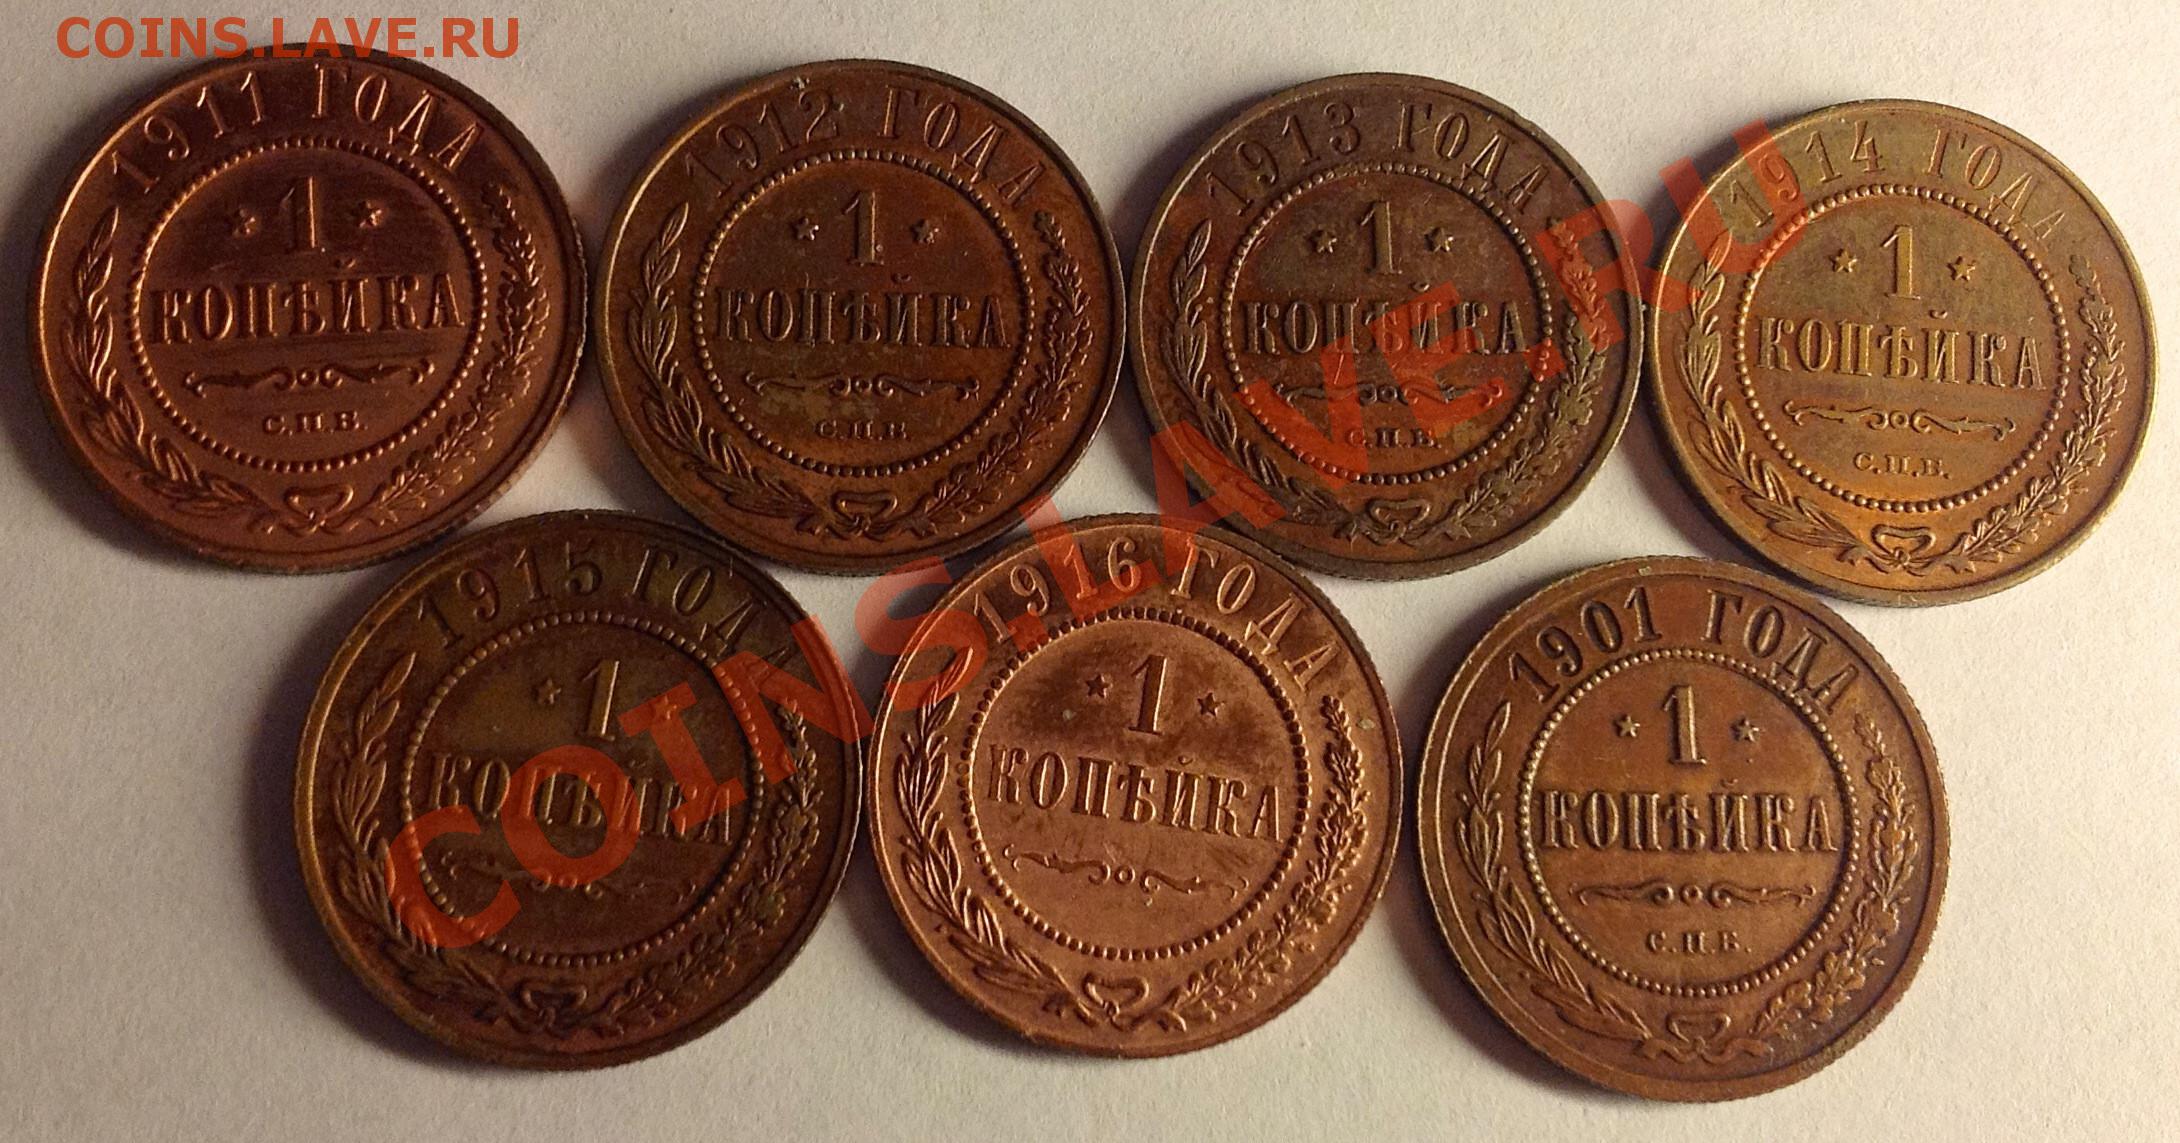 COINS.LAVE.RU
1911 ГОДА
1
КОПѢЙКА
С.П.Б.
1912 ГОДА
1
КОПѢЙКА
С.П.Б.
1913 ГОДА
1
КОПѢЙКА
С.П.Б.
1914 ГОДА
1
КОПѢЙКА
С.П.Б.
1915 ГОДА
1
КОПѢЙКА
1916 ГОДА
1
КОПѢЙКА
1901 ГОДА
1
КОПѢЙКА
С.П.Б.
COINS.LAVE.RU